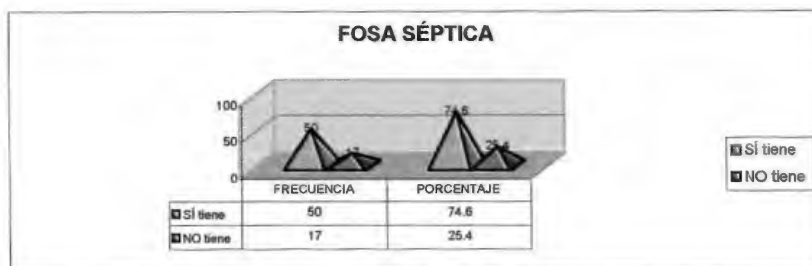 FOSA SÉPTICA
100
50
0
50
17
74.6
25.4
FRECUENCIA PORCENTAJE
SÍ tiene 50 74.6
NO tiene 17 25.4
SÍ tiene
NO tiene